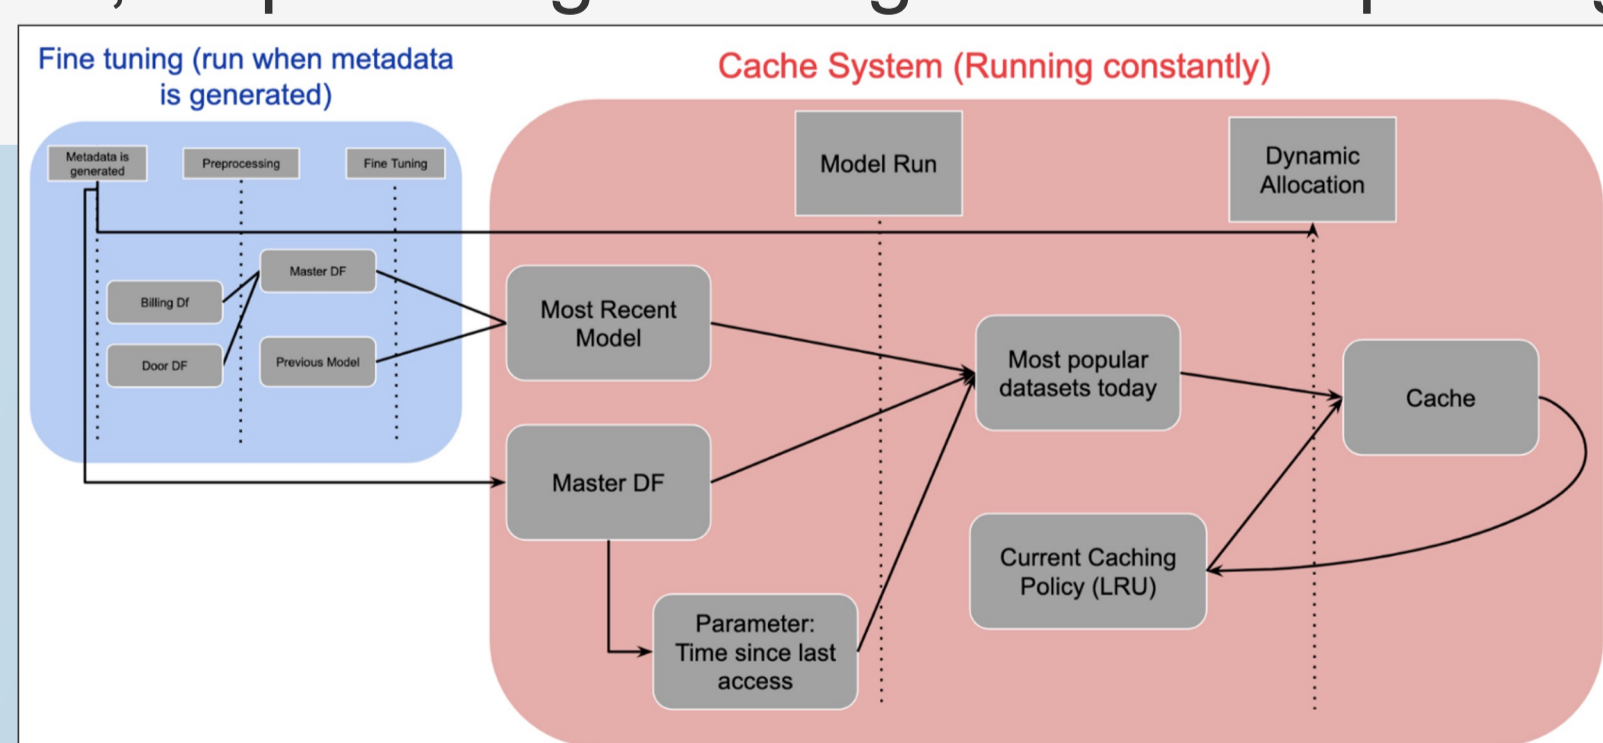 Fine tuning (run when metadata
is generated)
Cache System (Running constantly)
Metadata is
generated
Preprocessing
Fine Tuning
Model Run
Dynamic
Allocation
Master DF
Billing Df
Door DF
Previous Model
Most Recent
Model
Most popular
datasets today
Cache
Master DF
Current Caching
Policy (LRU)
Parameter:
Time since last
access